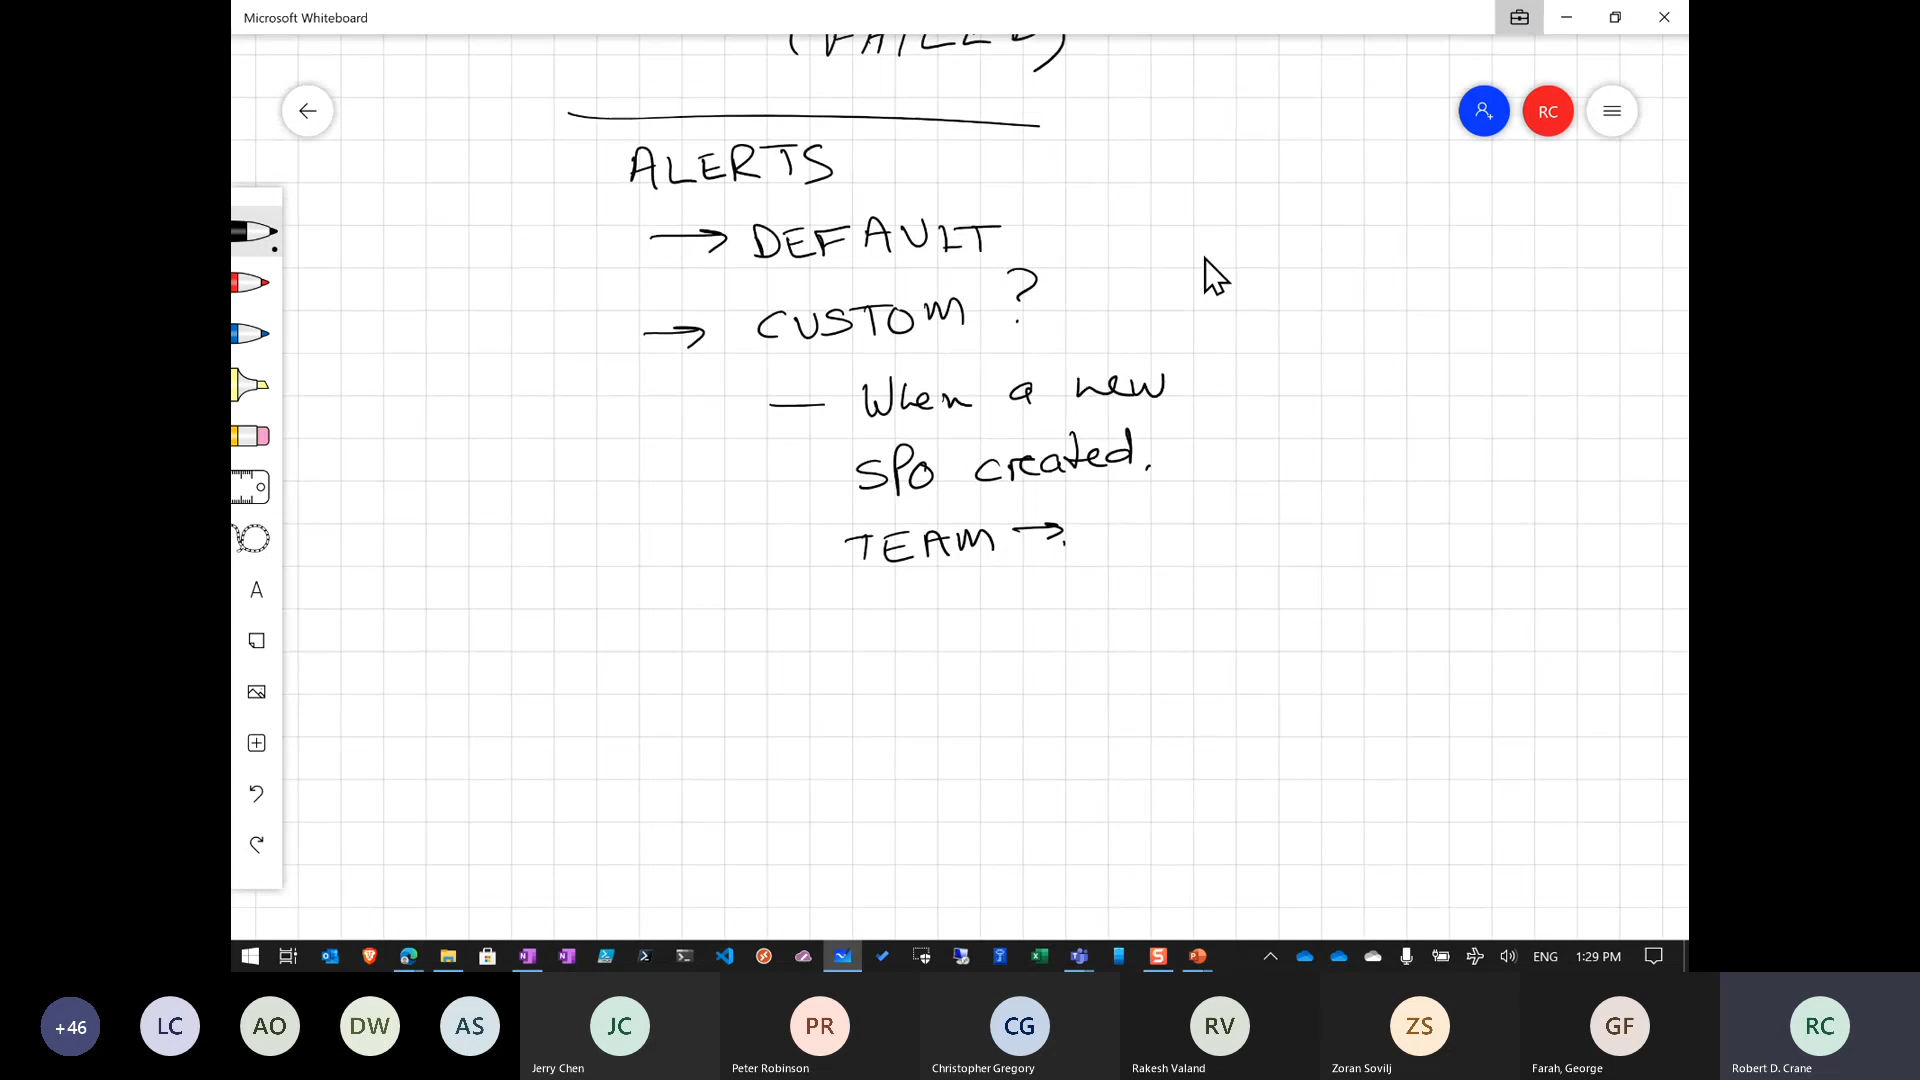 Microsoft Whiteboard
(FAILED)
RC
ALERTS
→ DEFAULT
→ CUSTOM ?
— When a new
SPO created.
TEAM →
A
ENG
1:29 PM
+46
LC
AO
DW
AS
JC
PR
CG
RV
ZS
GF
RC
Jerry Chen
Peter Robinson
Christopher Gregory
Rakesh Valand
Zoran Sovilj
Farah, George
Robert D. Crane